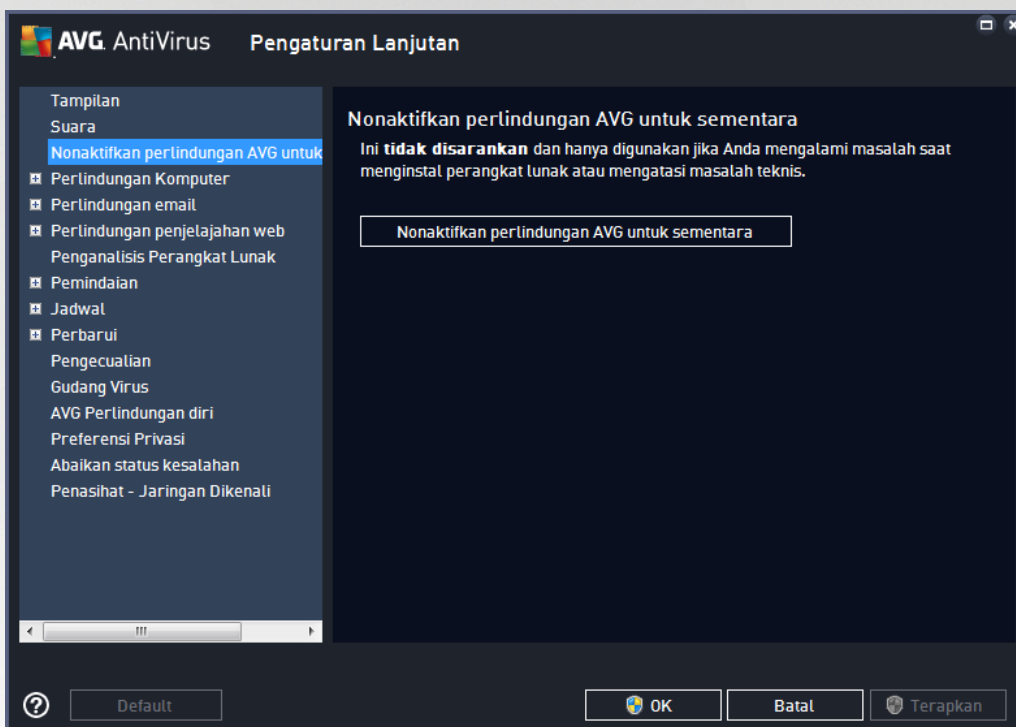 AVG. AntiVirus Pengaturan Lanjutan
Tampilan
Suara
Nonaktifkan perlindungan AVG untuk
Perlindungan Komputer
Perlindungan email
Perlindungan penjelajahan web
Penganalisis Perangkat Lunak
Pemindaian
Jadwal
Perbarui
Pengecualian
Gudang Virus
AVG Perlindungan diri
Preferensi Privasi
Abaikan status kesalahan
Penasihat - Jaringan Dikenali
Nonaktifkan perlindungan AVG untuk sementara
Ini tidak disarankan dan hanya digunakan jika Anda mengalami masalah saat
menginstal perangkat lunak atau mengatasi masalah teknis.
Nonaktifkan perlindungan AVG untuk sementara
? Default OK Batal Terapkan